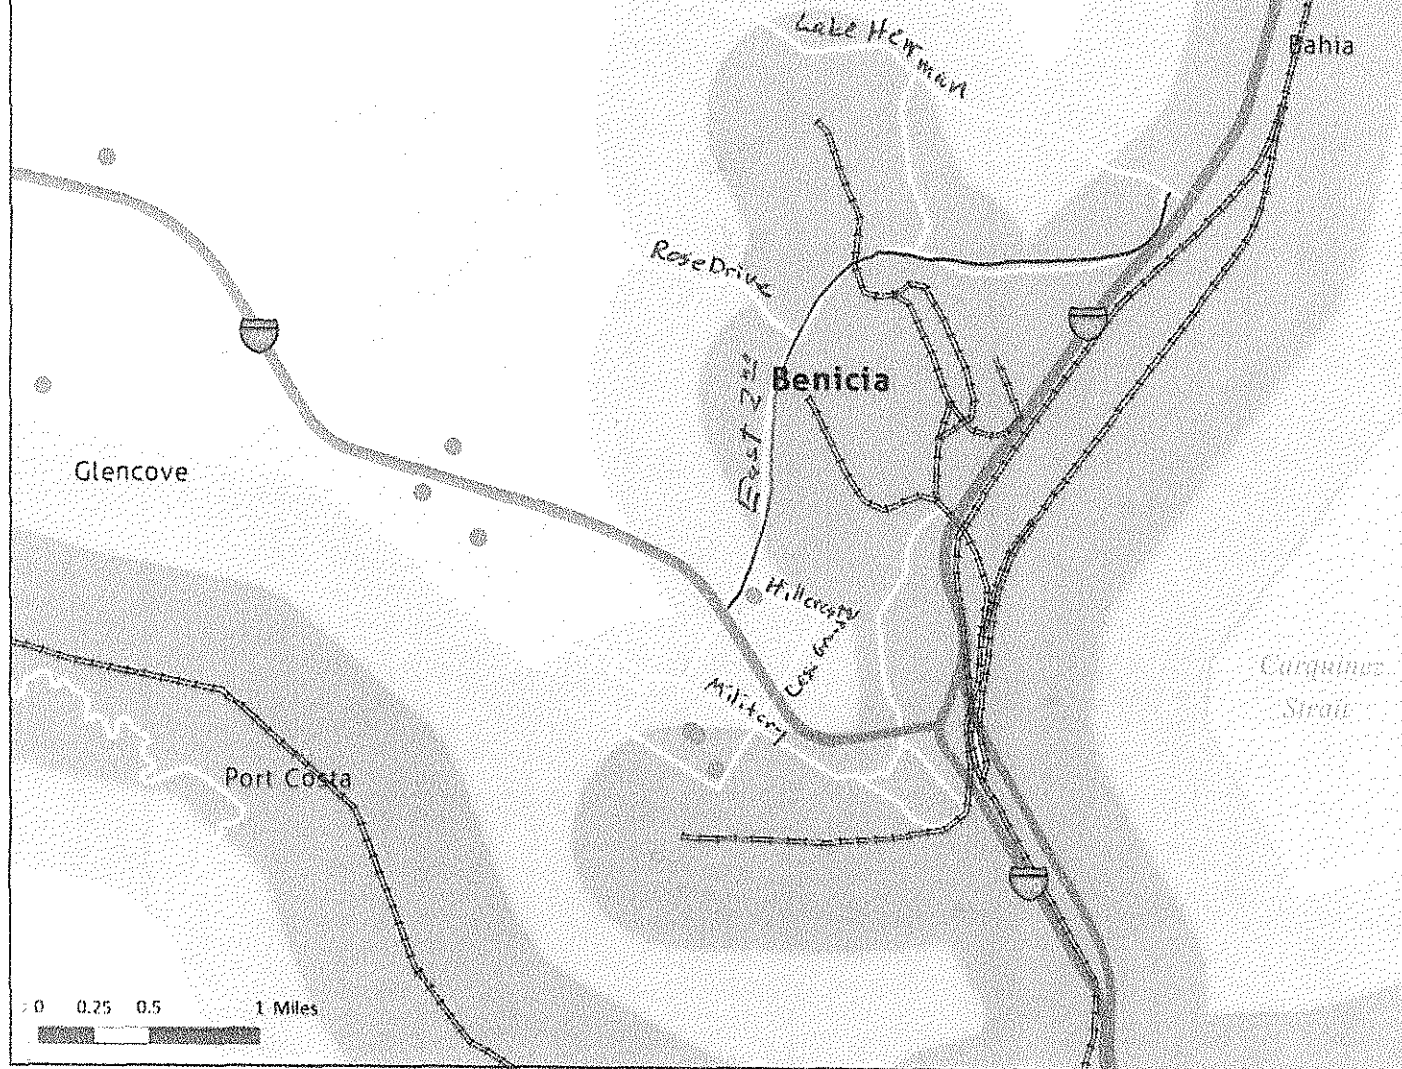 Lake Herman
Bahia
Rose Drive
East 2nd
Benicia
Glencove
Hillcrest
Military
Carquinez
Strait
Port Costa
0 0.25 0.5 1 Miles